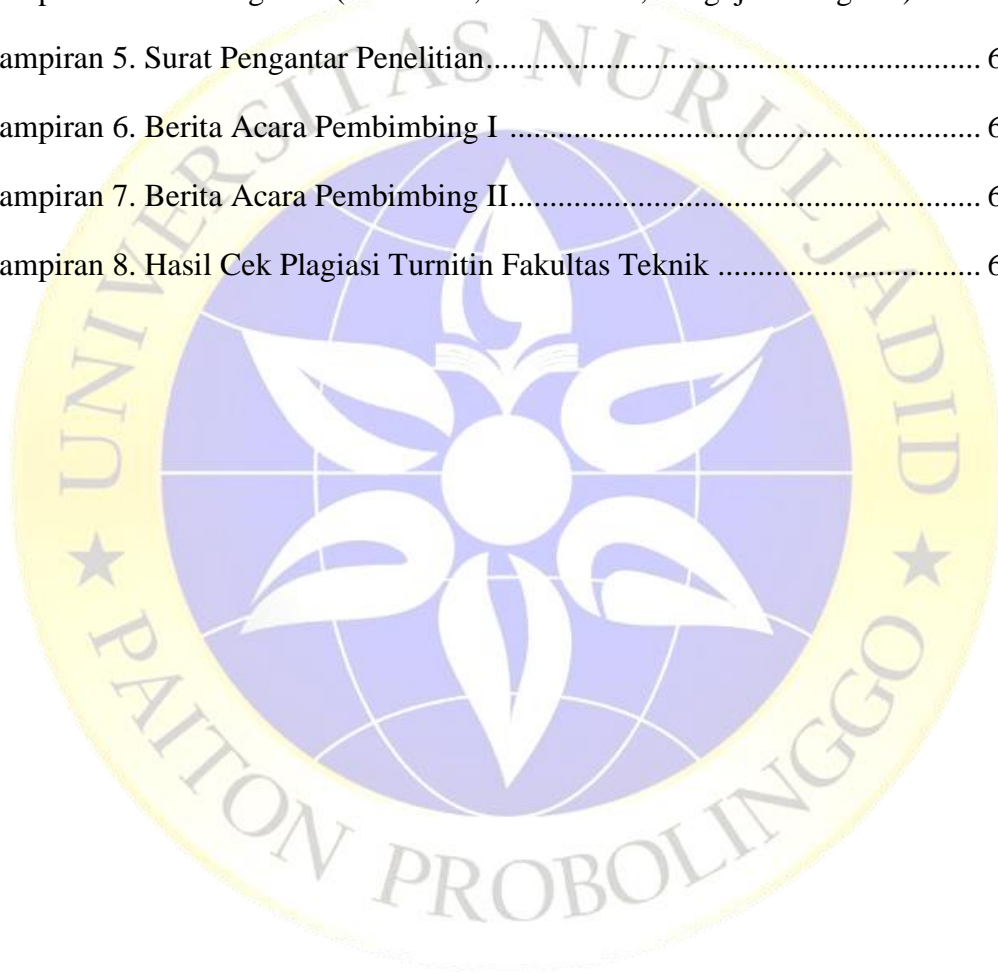 ampiran 5. Surat Pengantar Penelitian................................................................ 6
ampiran 6. Berita Acara Pembimbing I ............................................................. 6
ampiran 7. Berita Acara Pembimbing II............................................................. 6
ampiran 8. Hasil Cek Plagiasi Turnitin Fakultas Teknik .................................. 6
UNIVERSITAS NURUL JADID
★ PAITON PROBOLINGGO ★